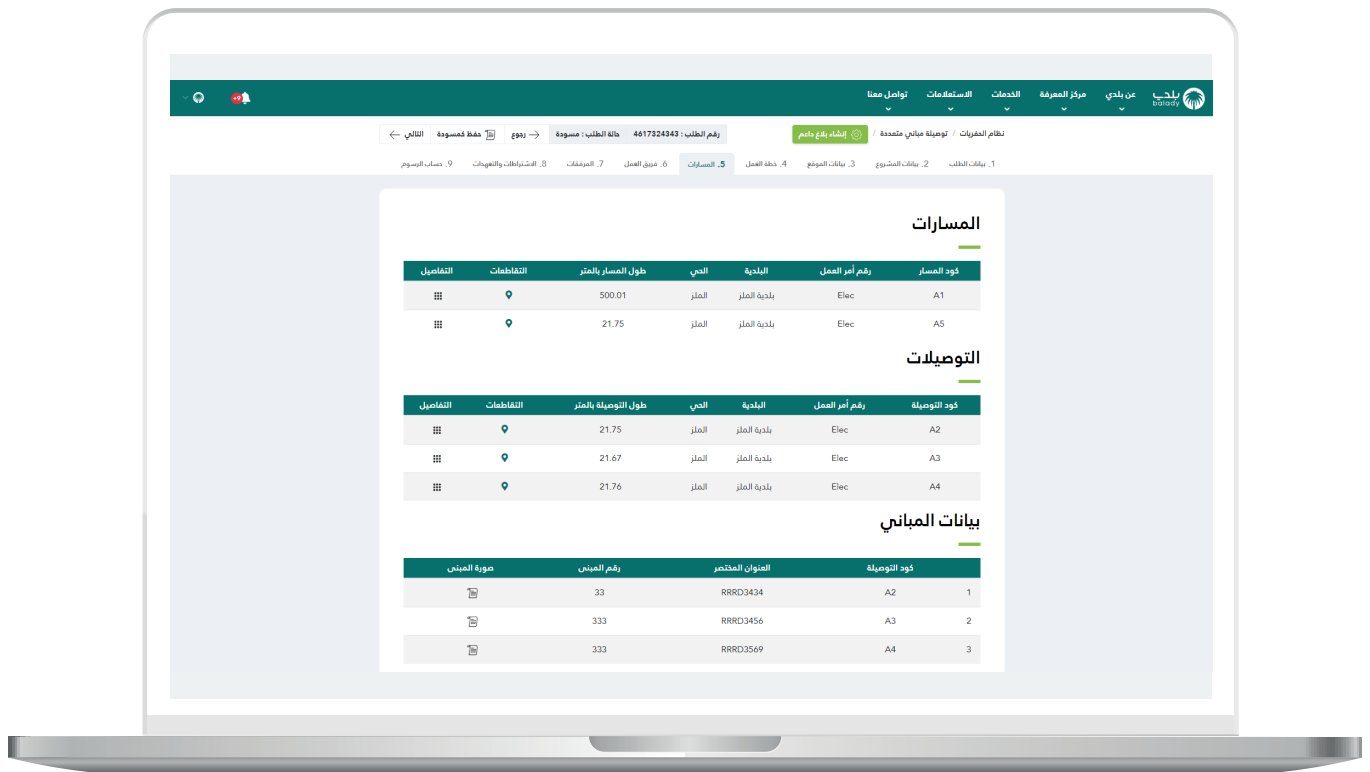 بلدي
balady
عن بلدي
مركز المعرفة
الخدمات
الاستعلامات
تواصل معنا
+9
نظام الحفريات / توصيلة مباني متعددة /
إنشاء بلاغ داعم
رقم الطلب : 4617324343 حالة الطلب : مسودة
رجوع
حفظ كمسودة
التالي
1. بيانات الطلب
2. بيانات المشروع
3. بيانات الموقع
4. خطة العمل
5. المسارات
6. فريق العمل
7. المرفقات
8. الاشتراطات والتعهدات
9. حساب الرسوم
المسارات
كود المسار رقم أمر العمل البلدية الحي طول المسار بالمتر التقاطعات التفاصيل
A1 Elec بلدية الملز الملز 500.01
A5 Elec بلدية الملز الملز 21.75
التوصيلات
كود التوصيلة رقم أمر العمل البلدية الحي طول التوصيلة بالمتر التقاطعات التفاصيل
A2 Elec بلدية الملز الملز 21.75
A3 Elec بلدية الملز الملز 21.67
A4 Elec بلدية الملز الملز 21.76
بيانات المباني
كود التوصيلة العنوان المختصر رقم المبنى صورة المبنى
1 A2 RRRD3434 33
2 A3 RRRD3456 333
3 A4 RRRD3569 333